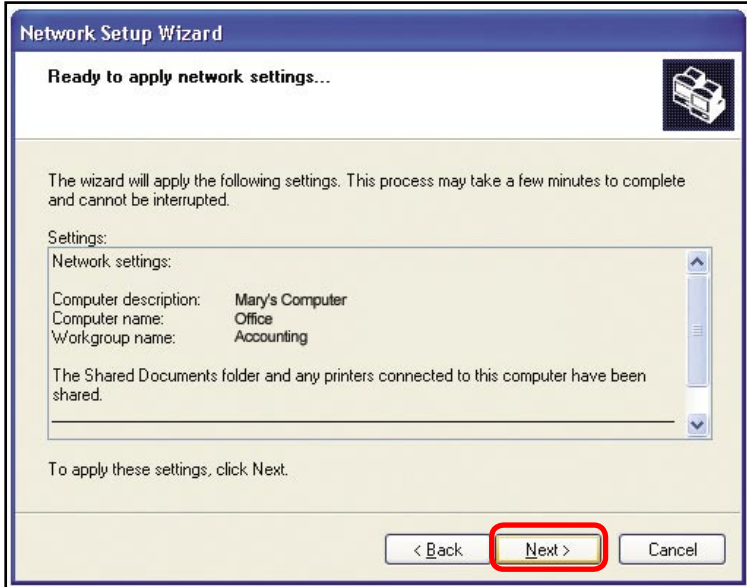 Network Setup Wizard
Ready to apply network settings...
The wizard will apply the following settings. This process may take a few minutes to complete
and cannot be interrupted.
Settings:
Network settings:
Computer description: Mary's Computer
Computer name: Office
Workgroup name: Accounting
The Shared Documents folder and any printers connected to this computer have been
shared.
To apply these settings, click Next.
< Back Next > Cancel